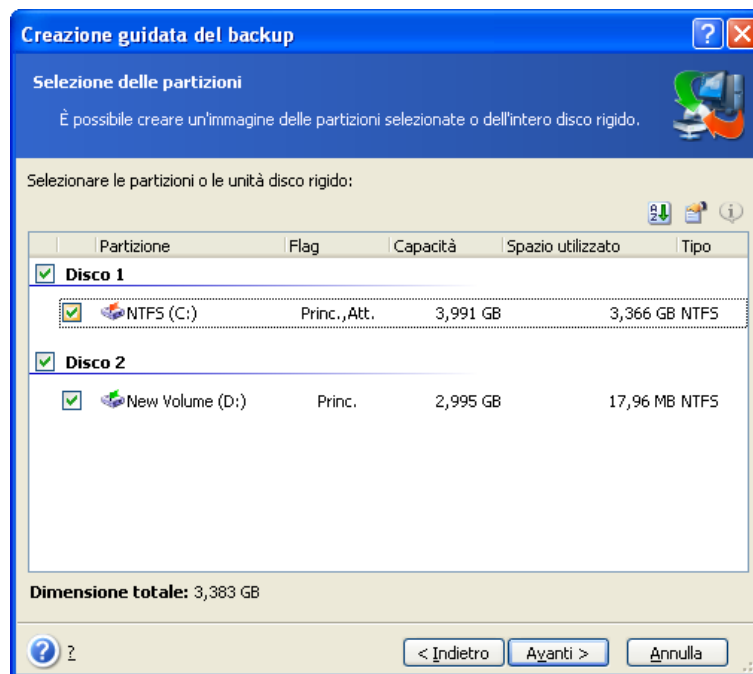 Creazione guidata del backup
Selezione delle partizioni
È possibile creare un'immagine delle partizioni selezionate o dell'intero disco rigido.
Selezionare le partizioni o le unità disco rigido:
Partizione Flag Capacità Spazio utilizzato Tipo
Disco 1
NTFS (C:) Princ.,Att. 3,991 GB 3,366 GB NTFS
Disco 2
New Volume (D:) Princ. 2,995 GB 17,96 MB NTFS
Dimensione totale: 3,383 GB
? < Indietro Avanti > Annulla